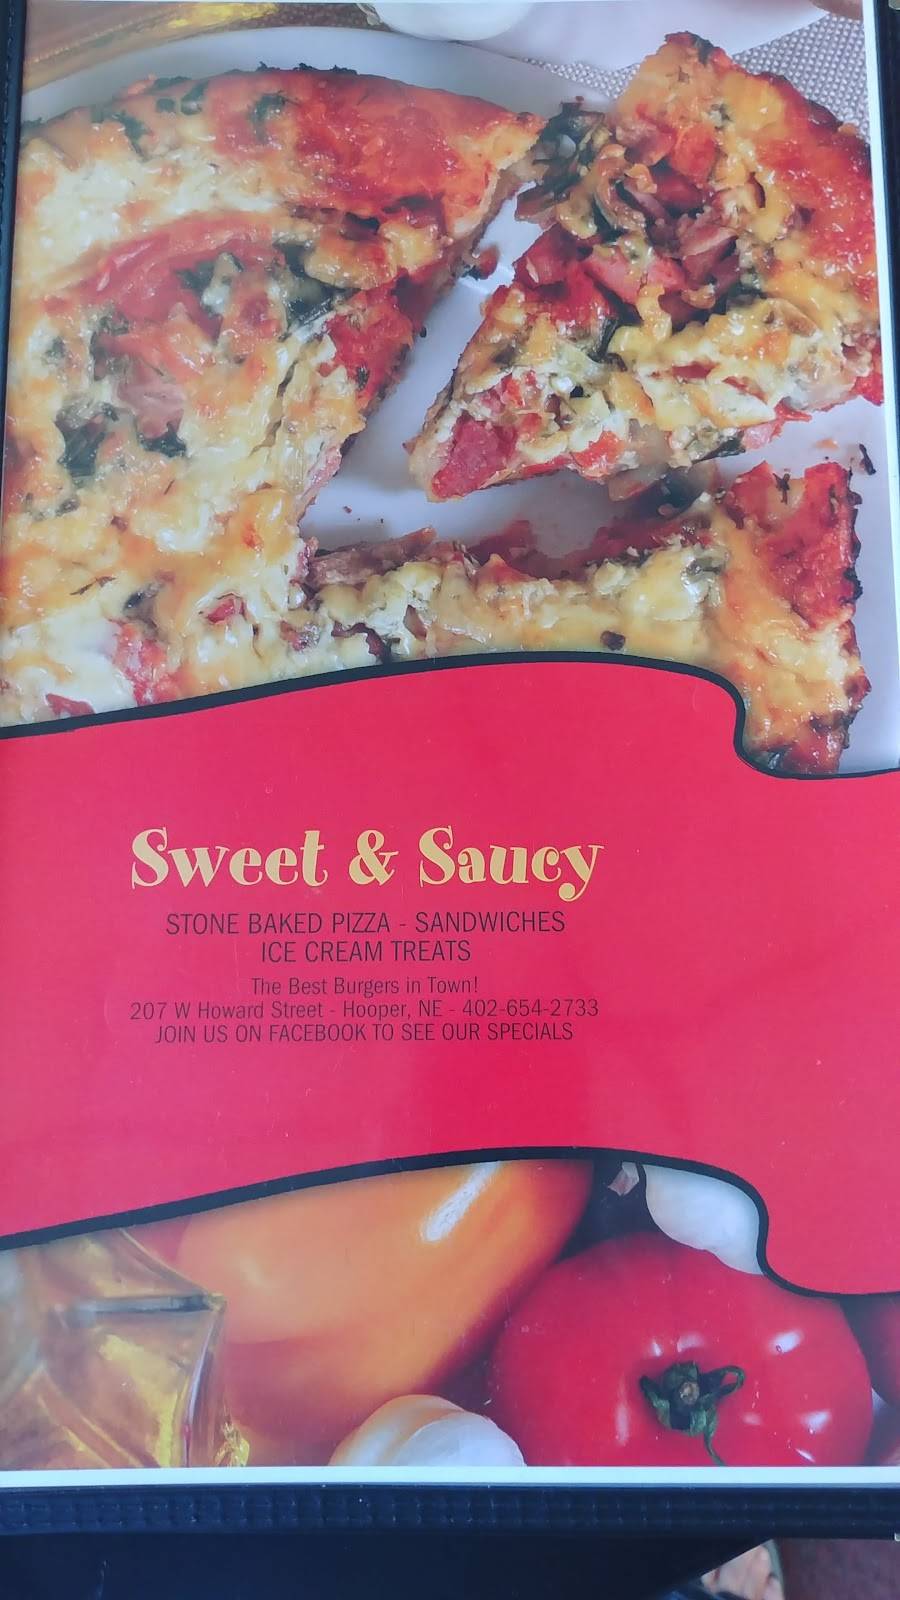 Sweet & Saucy
STONE BAKED PIZZA - SANDWICHES
ICE CREAM TREATS
The Best Burgers in Town!
207 W Howard Street - Hooper, NE - 402-654-2733
JOIN US ON FACEBOOK TO SEE OUR SPECIALS